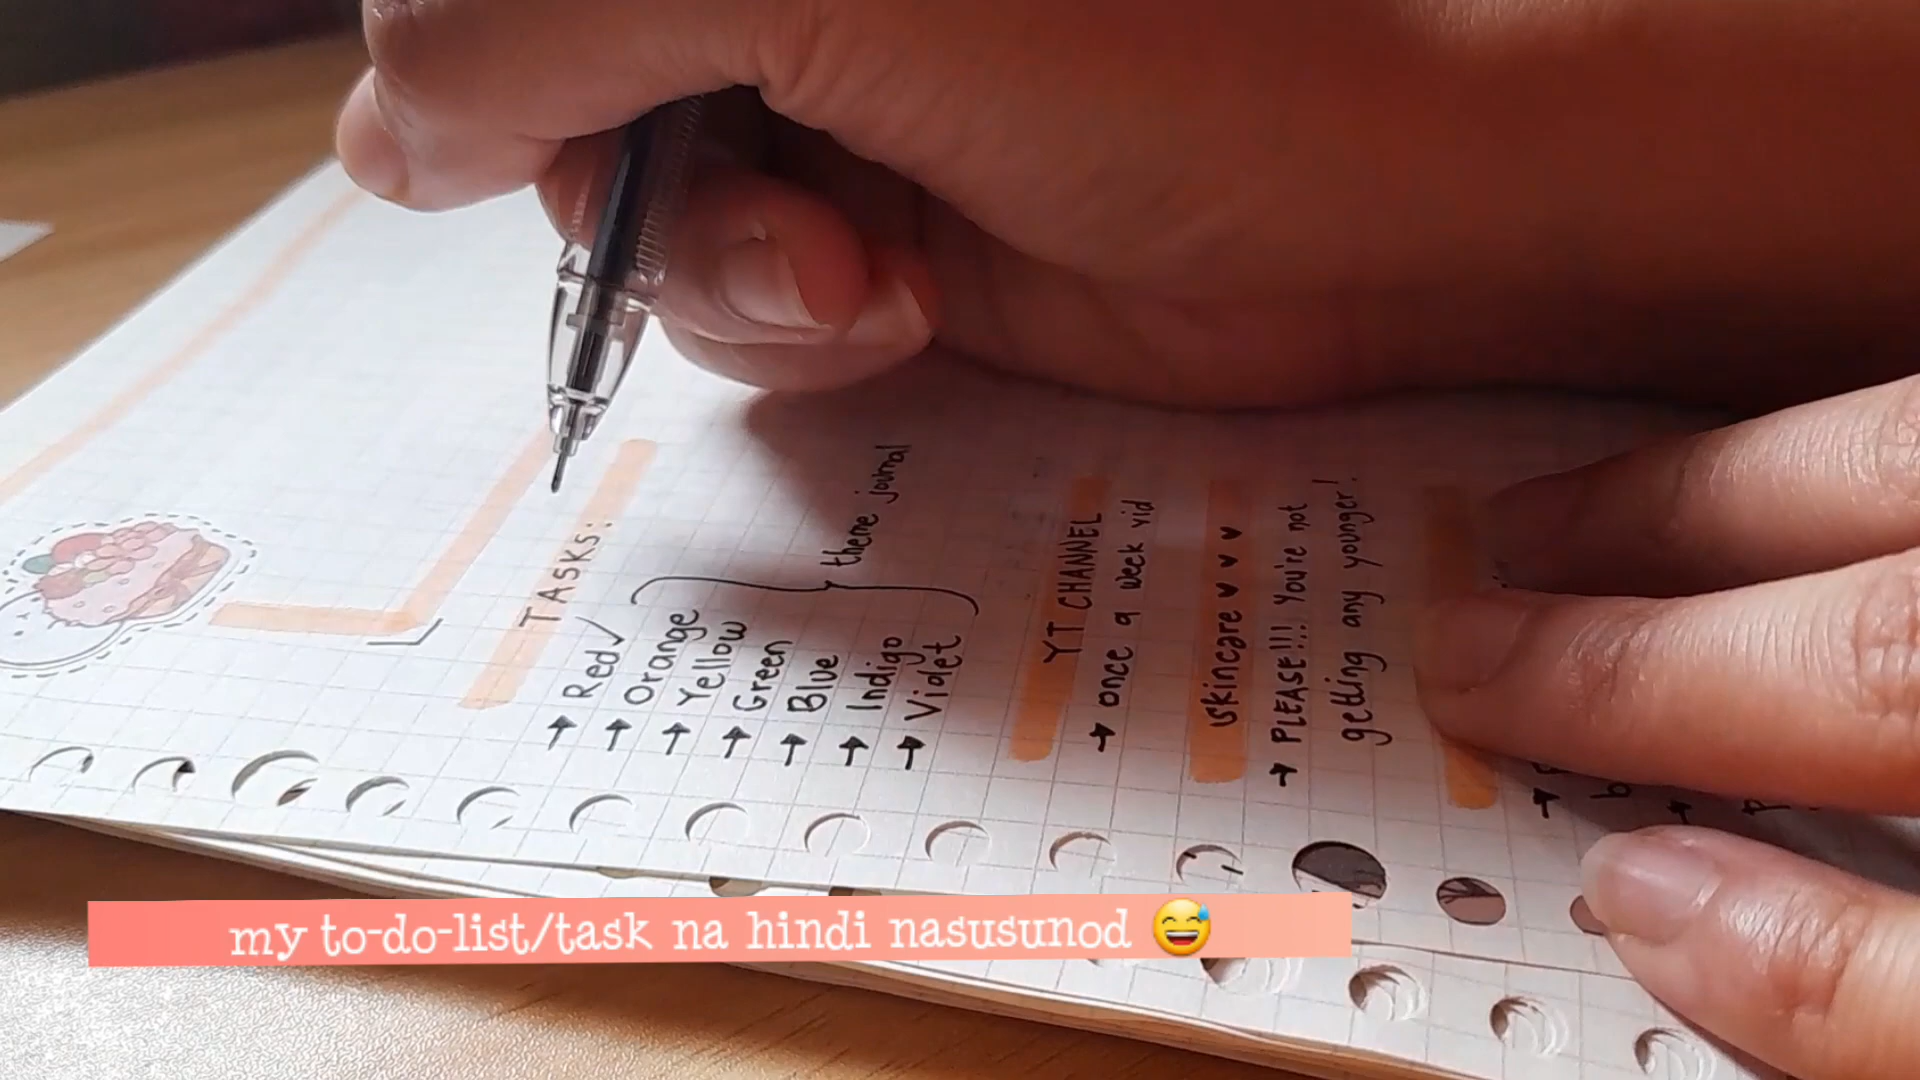 TASKS:
→ Red ✓
→ Orange
→ Yellow
→ Green
→ Blue
→ Indigo
→ Violet
theme journal
YT CHANNEL
→ once a week vid
skincare ♥ ♥ ♥
→ PLEASE!!! You're not
getting any younger!
my to-do-list/task na hindi nasusunod 😅